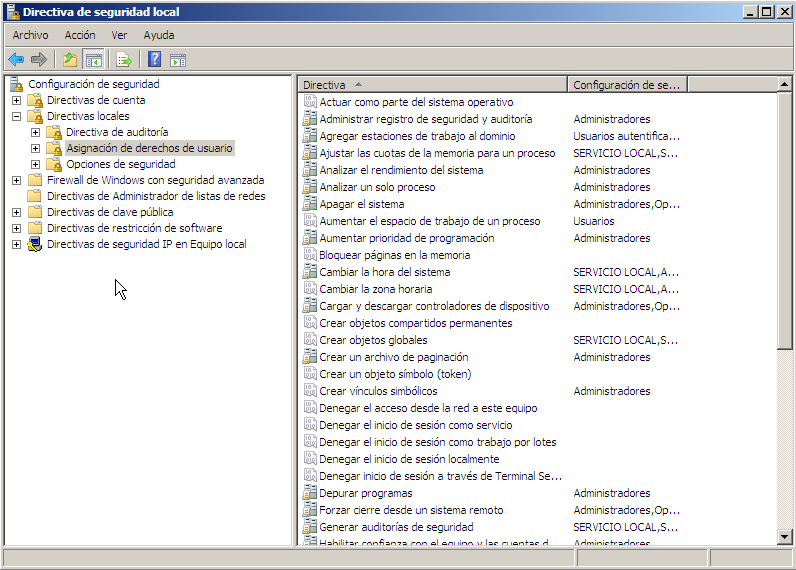 Directiva de seguridad local
Archivo Acción Ver Ayuda
Configuración de seguridad
Directivas de cuenta
Directivas locales
Directiva de auditoría
Asignación de derechos de usuario
Opciones de seguridad
Firewall de Windows con seguridad avanzada
Directivas de Administrador de listas de redes
Directivas de clave pública
Directivas de restricción de software
Directivas de seguridad IP en Equipo local
Directiva Configuración de se...
Actuar como parte del sistema operativo
Administrar registro de seguridad y auditoría Administradores
Agregar estaciones de trabajo al dominio Usuarios autentifica...
Ajustar las cuotas de la memoria para un proceso SERVICIO LOCAL,S...
Analizar el rendimiento del sistema Administradores
Analizar un solo proceso Administradores
Apagar el sistema Administradores,Op...
Aumentar el espacio de trabajo de un proceso Usuarios
Aumentar prioridad de programación Administradores
Bloquear páginas en la memoria
Cambiar la hora del sistema SERVICIO LOCAL,A...
Cambiar la zona horaria SERVICIO LOCAL,A...
Cargar y descargar controladores de dispositivo Administradores,Op...
Crear objetos compartidos permanentes
Crear objetos globales SERVICIO LOCAL,S...
Crear un archivo de paginación Administradores
Crear un objeto símbolo (token)
Crear vínculos simbólicos Administradores
Denegar el acceso desde la red a este equipo
Denegar el inicio de sesión como servicio
Denegar el inicio de sesión como trabajo por lotes
Denegar el inicio de sesión localmente
Denegar inicio de sesión a través de Terminal Se...
Depurar programas Administradores
Forzar cierre desde un sistema remoto Administradores,Op...
Generar auditorías de seguridad SERVICIO LOCAL,S...
Habilitar confianza con el equipo y las cuentas d... Administradores